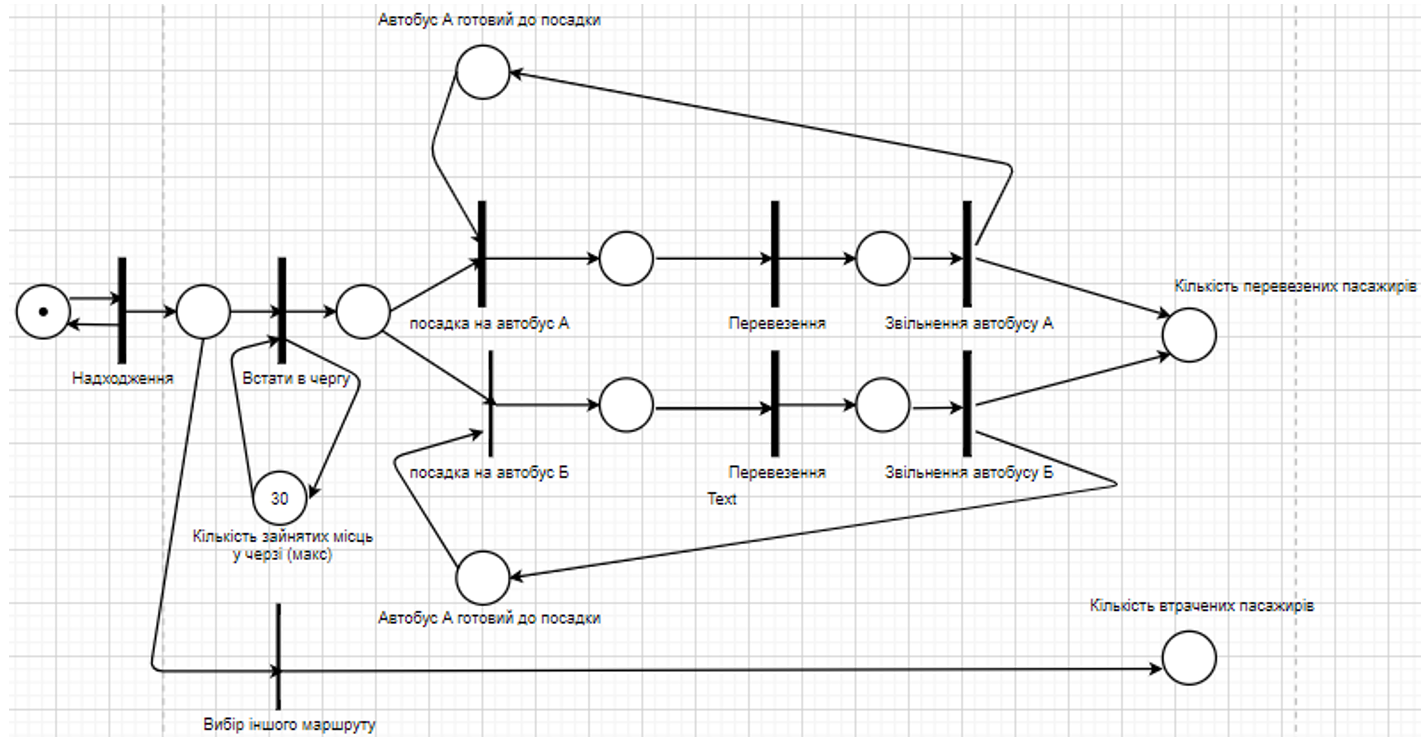 Автобус А готовий до посадки
Кількість перевезених пасажирів
посадка на автобус А
Перевезення
Звільнення автобусу А
Надходження
Встати в чергу
посадка на автобус Б
Перевезення
Звільнення автобусу Б
30
Text
Кількість зайнятих місць
у черзі (макс)
Автобус А готовий до посадки
Кількість втрачених пасажирів
Вибір іншого маршруту